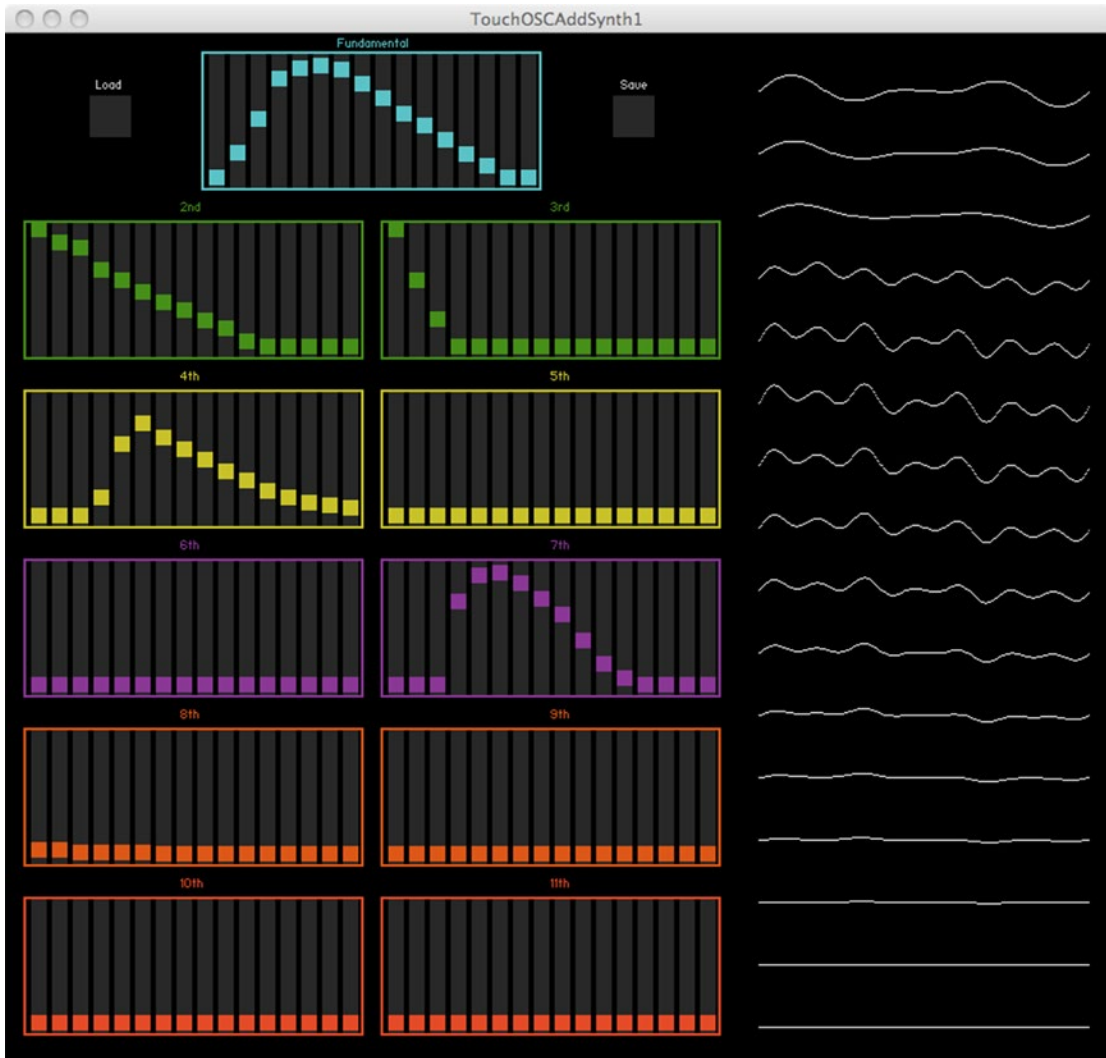 TouchOSCAddSynth1
Fundamental
Load
Save
2nd
3rd
4th
5th
6th
7th
8th
9th
10th
11th